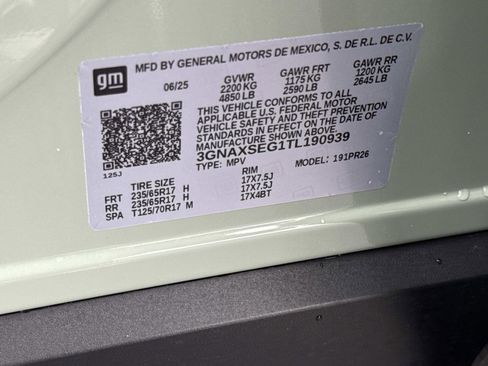 gm
MFD BY GENERAL MOTORS DE MEXICO, S. DE R.L. DE C.V.
06/25 GVWR GAWR FRT GAWR RR
2200 KG 1175 KG 1200 KG
4850 LB 2590 LB 2645 LB
THIS VEHICLE CONFORMS TO ALL
APPLICABLE U.S. FEDERAL MOTOR
VEHICLE SAFETY AND THEFT PREVENTION
STANDARDS IN EFFECT ON THE DATE OF
MANUFACTURE SHOWN ABOVE.
3GNAXSEG1TL190939
TYPE: MPV MODEL: 191PR26
125J
TIRE SIZE RIM
FRT 235/65R17 H 17X7.5J
RR 235/65R17 H 17X7.5J
SPA T125/70R17 M 17X4BT